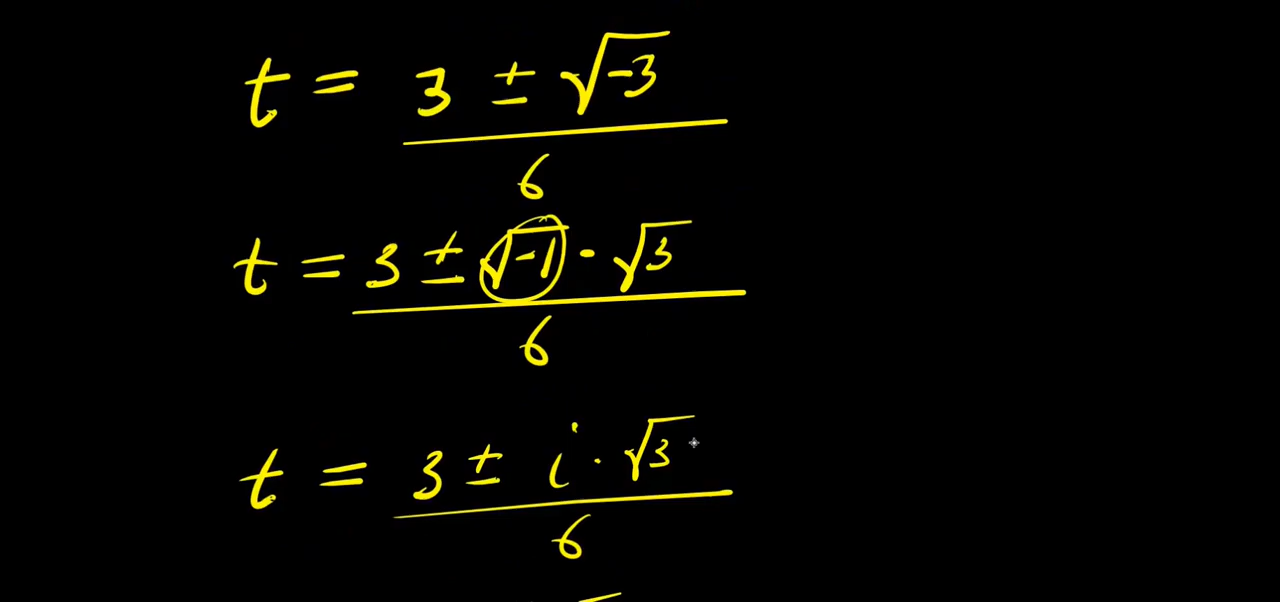 t = 3 ± √-3
6
t = 3 ± √-1 · √3
6
t = 3 ± i · √3
6